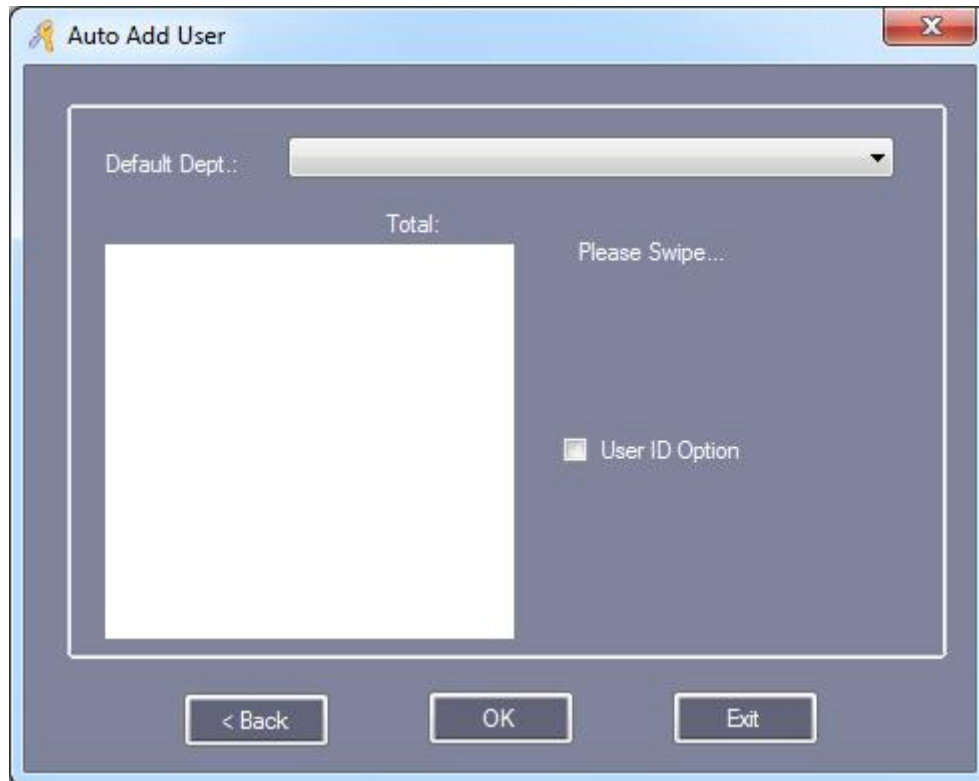 Auto Add User
Default Dept.:
Total:
Please Swipe...
User ID Option
< Back
OK
Exit